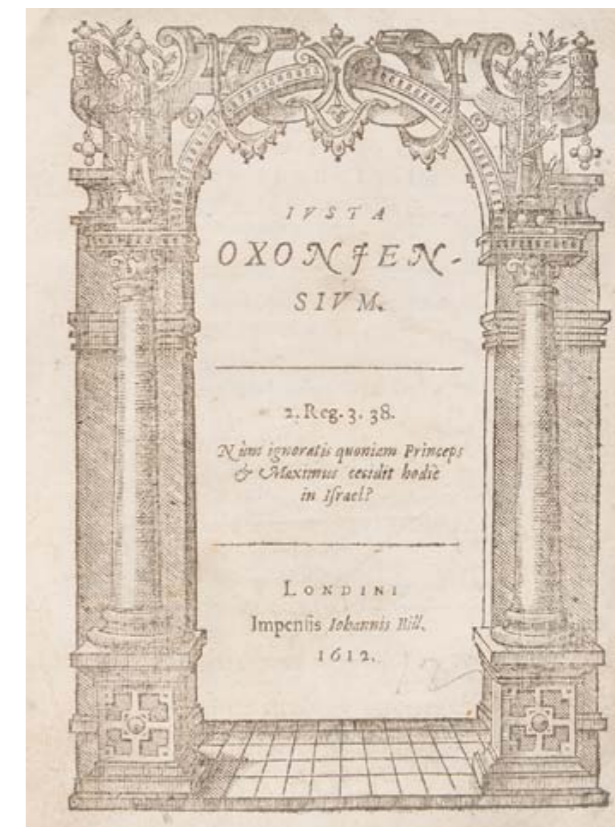 IVSTA
OXONIEN-
SIVM.
2. Reg. 3. 38.
Num ignoratis quoniam Princeps
& Maximus cecidit hodiè
in Israel?
LONDINI
Impensis Iohannis Bill.
1612.